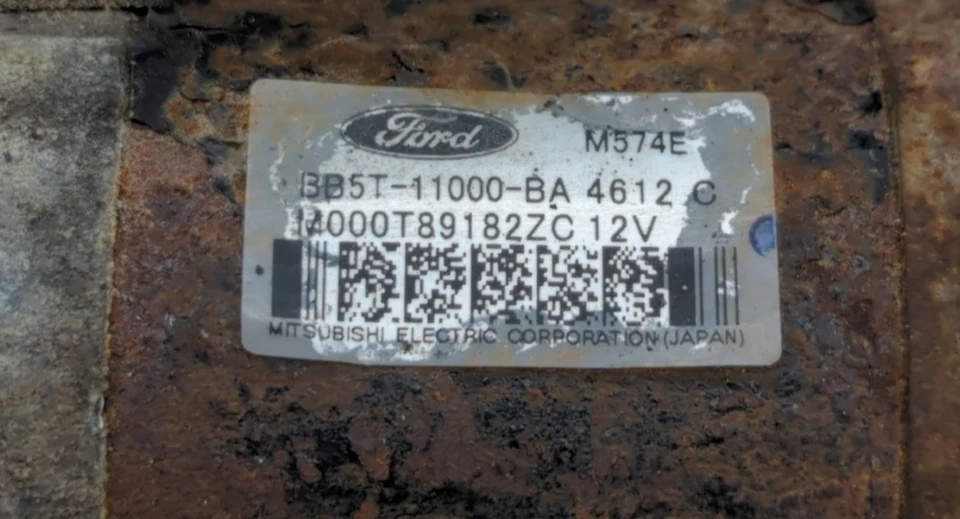 Ford
M574E
BB5T-11000-BA 4612 C
M000T89182ZC 12V
MITSUBISHI ELECTRIC CORPORATION (JAPAN)